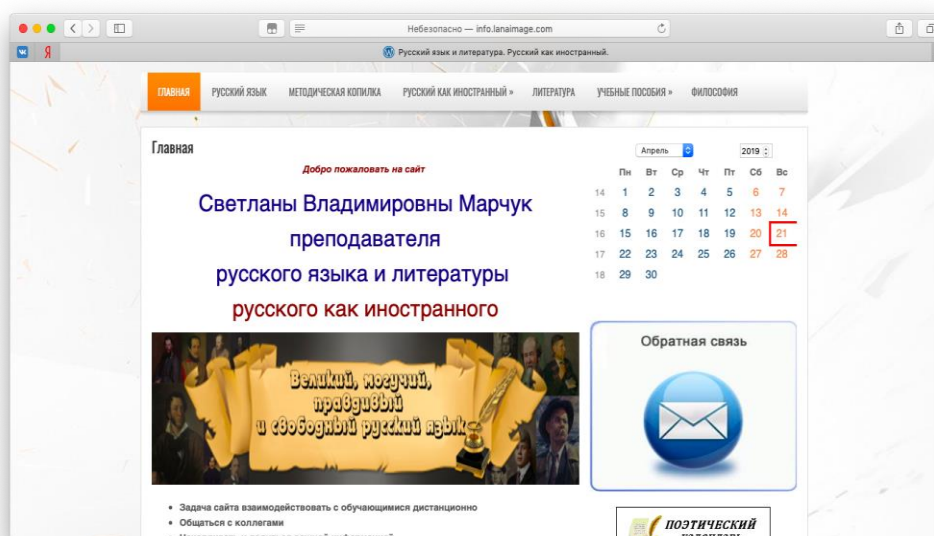 Небезопасно — info.lanaimage.com
Я
Русский язык и литература. Русский как иностранный.
ГЛАВНАЯ РУССКИЙ ЯЗЫК МЕТОДИЧЕСКАЯ КОПИЛКА РУССКИЙ КАК ИНОСТРАННЫЙ » ЛИТЕРАТУРА УЧЕБНЫЕ ПОСОБИЯ » ФИЛОСОФИЯ
Главная
Добро пожаловать на сайт
Светланы Владимировны Марчук
преподавателя
русского языка и литературы
русского как иностранного
Великий, могучий,
правдивый
и свободный русский язык
Задача сайта взаимодействовать с обучающимися дистанционно
Общаться с коллегами
Апрель 2019
Пн Вт Ср Чт Пт Сб Вс
14 1 2 3 4 5 6 7
15 8 9 10 11 12 13 14
16 15 16 17 18 19 20 21
17 22 23 24 25 26 27 28
18 29 30
Обратная связь
ПОЭТИЧЕСКИЙ
календарь